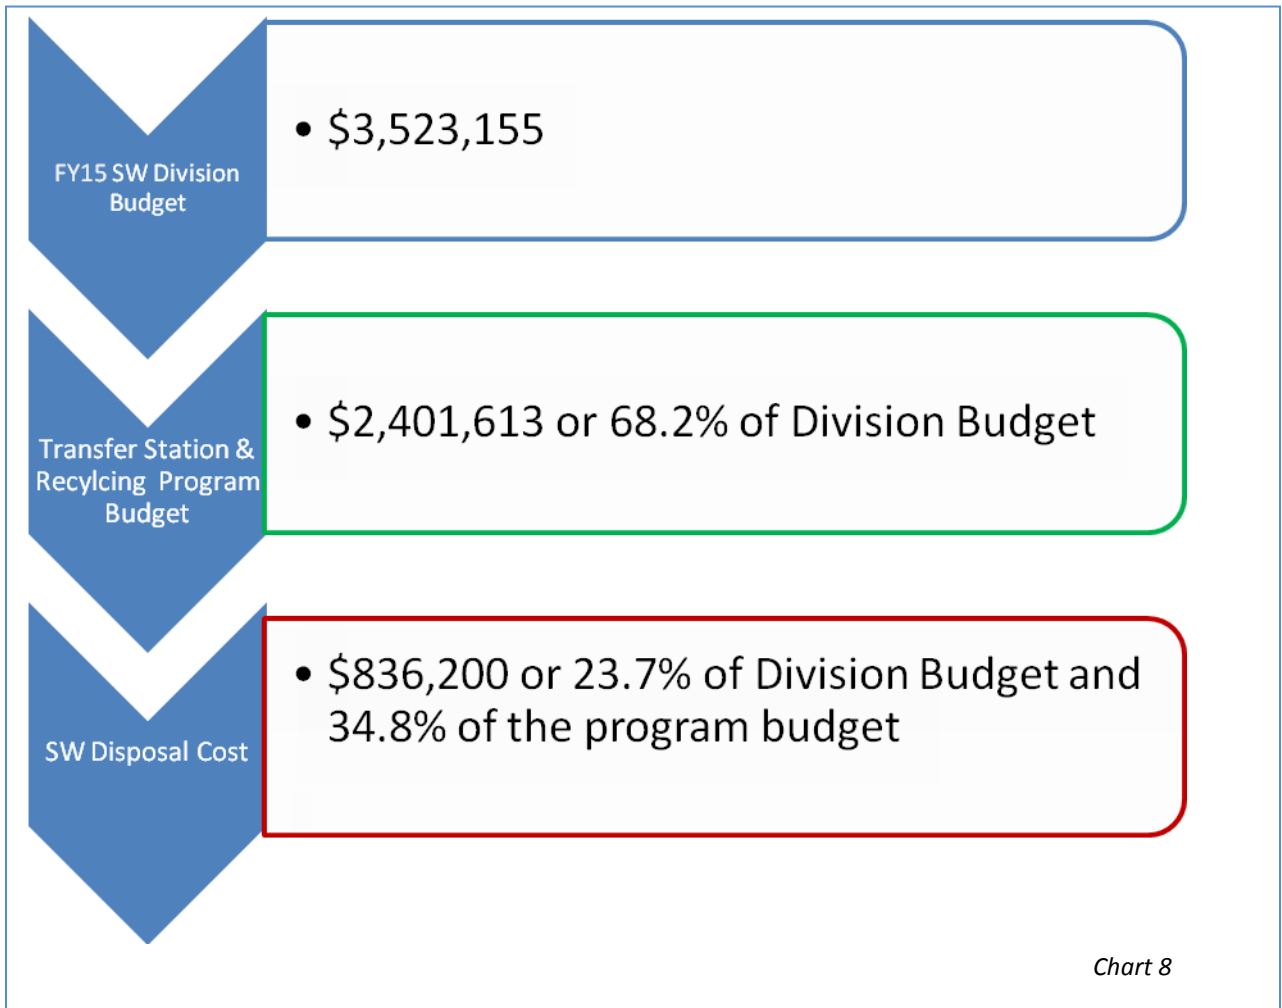 FY15 SW Division
Budget
• $3,523,155
Transfer Station &
Recylcing Program
Budget
• $2,401,613 or 68.2% of Division Budget
SW Disposal Cost
• $836,200 or 23.7% of Division Budget and
34.8% of the program budget
Chart 8